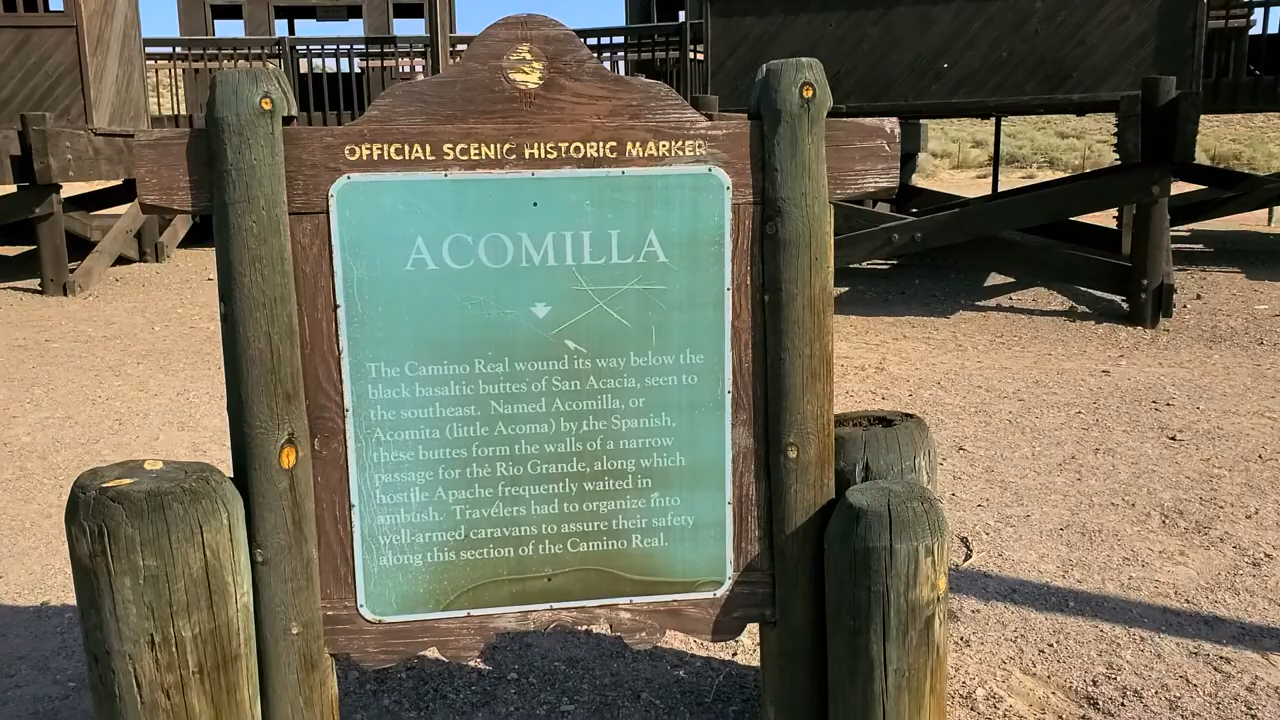 OFFICIAL SCENIC HISTORIC MARKER
ACOMILLA
The Camino Real wound its way below the
black basaltic buttes of San Acacia, seen to
the southeast. Named Acomilla, or
Acomita (little Acoma) by the Spanish,
these buttes form the walls of a narrow
passage for the Rio Grande, along which
hostile Apache frequently waited in
ambush. Travelers had to organize into
well-armed caravans to assure their safety
along this section of the Camino Real.